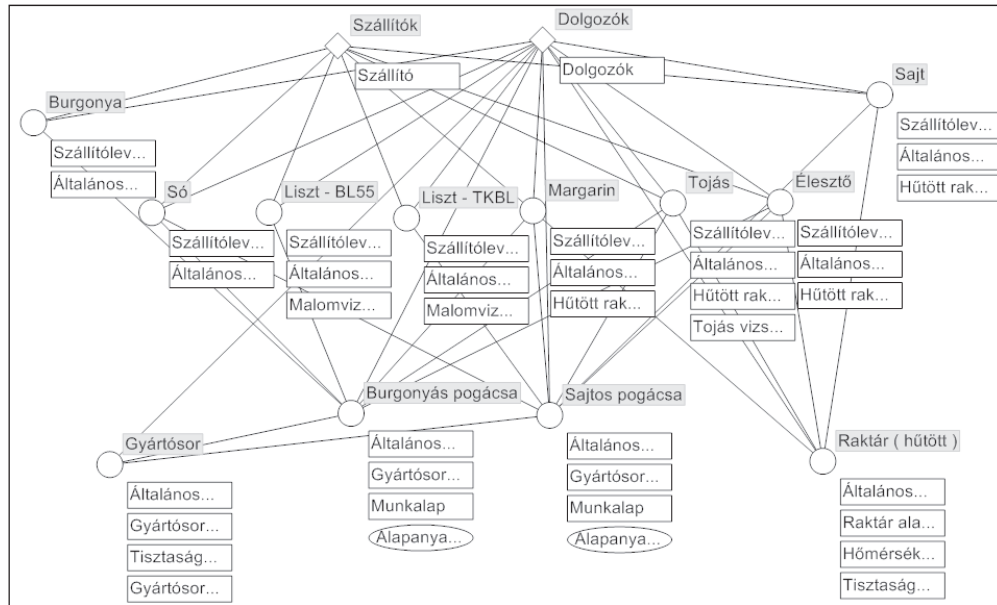 Szállítók
Dolgozók
Szállító
Dolgozók
Sajt
Burgonya
Szállítólev...
Általános...
Szállítólev...
Általános...
Hűtött rak...
Só
Liszt - BL55
Liszt - TKBL
Margarin
Tojás
Élesztő
Szállítólev...
Általános...
Szállítólev...
Általános...
Malomviz...
Szállítólev...
Általános...
Malomviz...
Szállítólev...
Általános...
Hűtött rak...
Szállítólev...
Általános...
Hűtött rak...
Tojás vizs...
Szállítólev...
Általános...
Hűtött rak...
Burgonyás pogácsa
Sajtos pogácsa
Gyártósor
Raktár ( hűtött )
Általános...
Gyártósor...
Munkalap
Alapanya...
Általános...
Gyártósor...
Munkalap
Alapanya...
Általános...
Gyártósor...
Tisztaság...
Gyártósor...
Általános...
Raktár ala...
Hőmérsék...
Tisztaság...